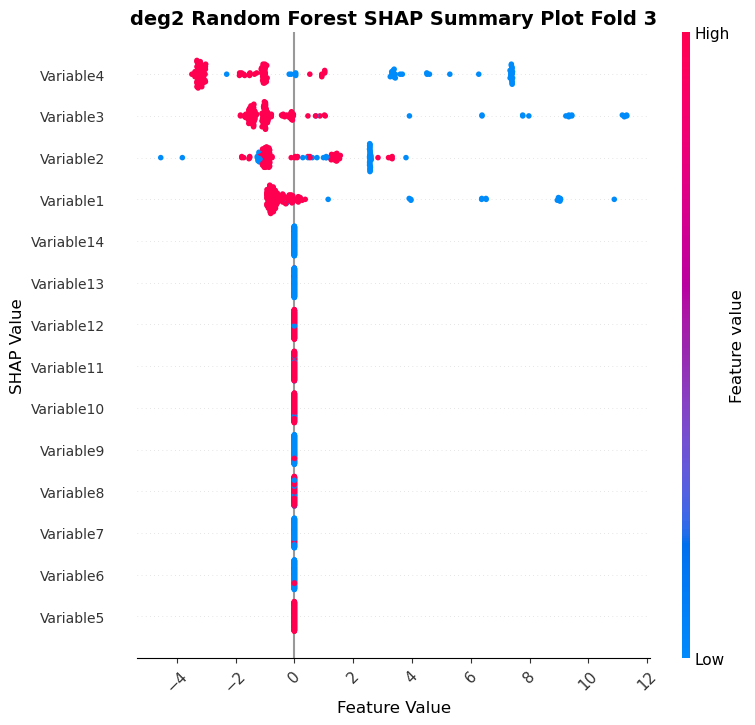 deg2 Random Forest SHAP Summary Plot Fold 3
High
Variable4
Variable3
Variable2
Variable1
Variable14
Variable13
Variable12
Variable11
Variable10
Variable9
Variable8
Variable7
Variable6
Variable5
SHAP Value
Feature value
Low
−4 −2 0 2 4 6 8 10 12
Feature Value